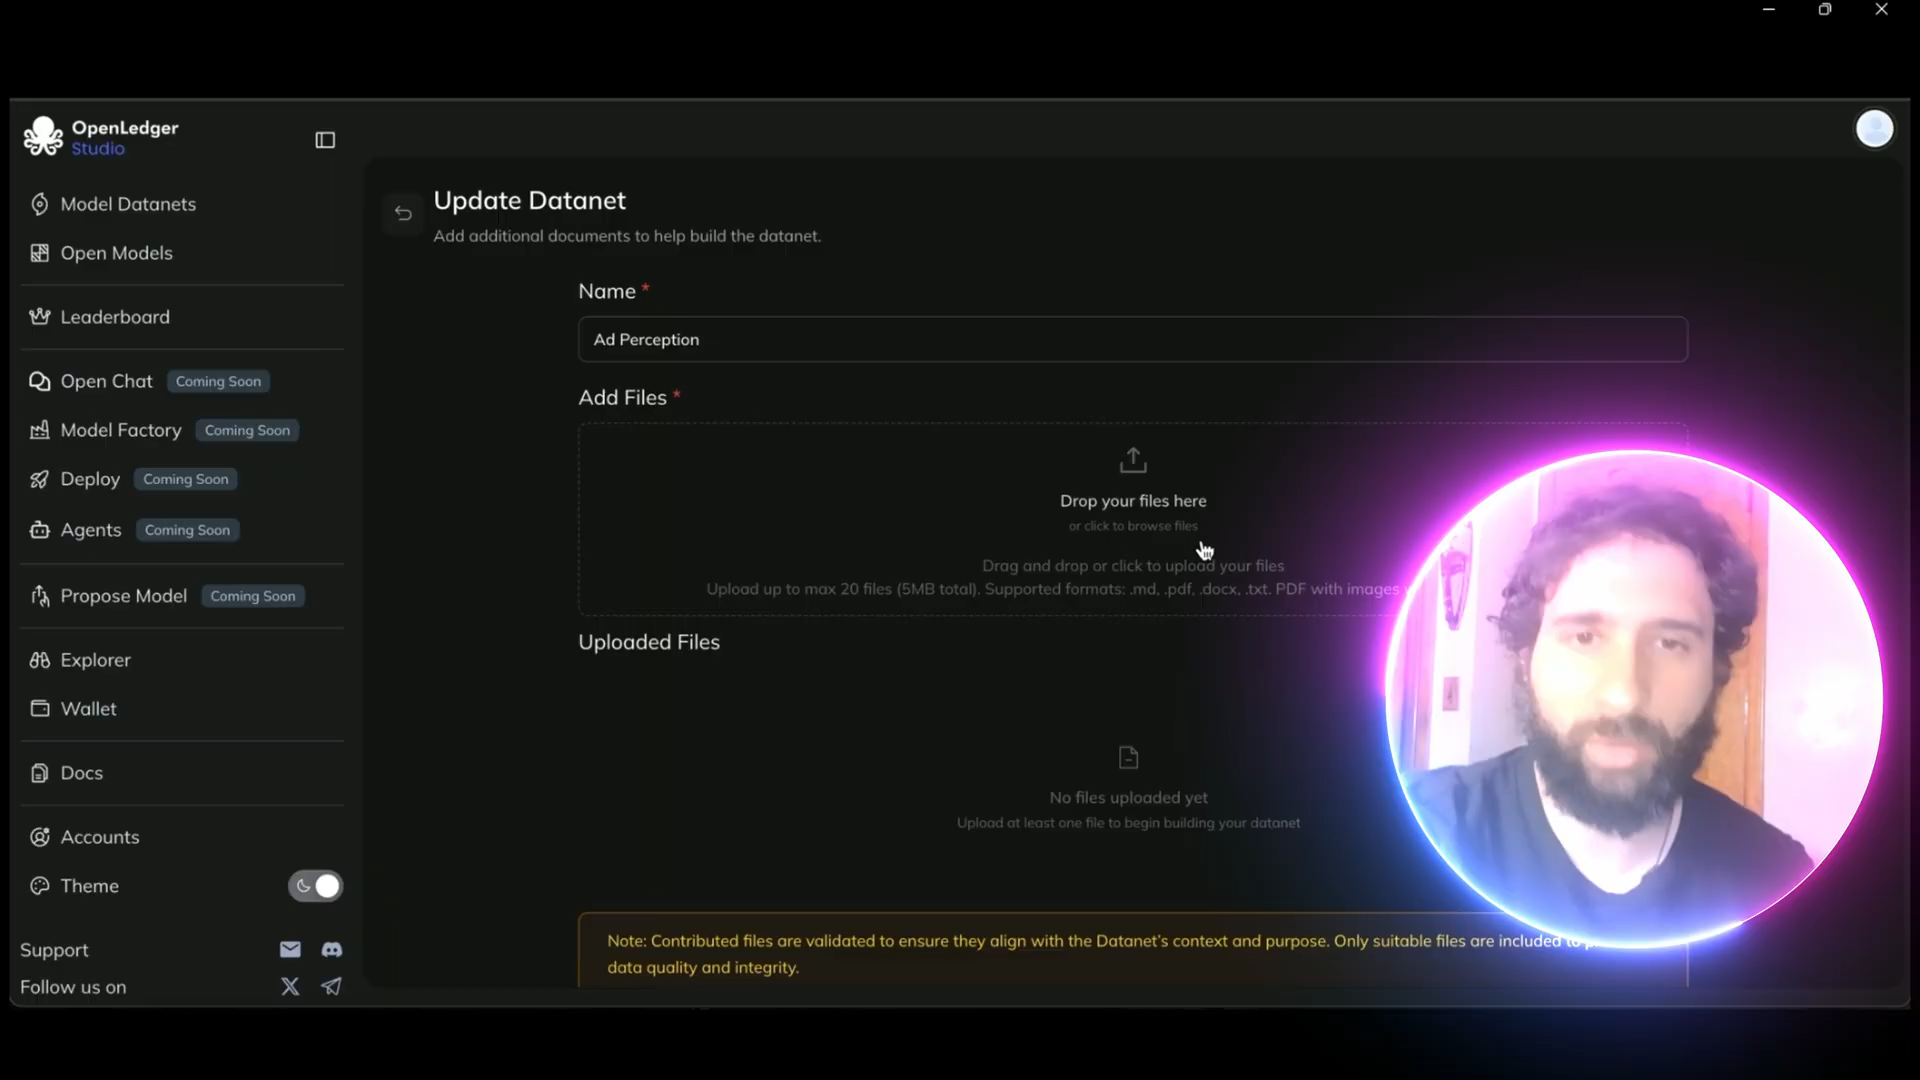 OpenLedger
Studio
Model Datanets
Open Models
Leaderboard
Open Chat Coming Soon
Model Factory Coming Soon
Deploy Coming Soon
Agents Coming Soon
Propose Model Coming Soon
Explorer
Wallet
Docs
Accounts
Theme
Support
Follow us on
Update Datanet
Add additional documents to help build the datanet.
Name *
Ad Perception
Add Files *
Drop your files here
or click to browse files
Drag and drop or click to upload your files
Upload up to max 20 files (5MB total). Supported formats: .md, .pdf, .docx, .txt. PDF with images
Uploaded Files
No files uploaded yet
Upload at least one file to begin building your datanet
Note: Contributed files are validated to ensure they align with the Datanet's context and purpose. Only suitable files are included to
data quality and integrity.